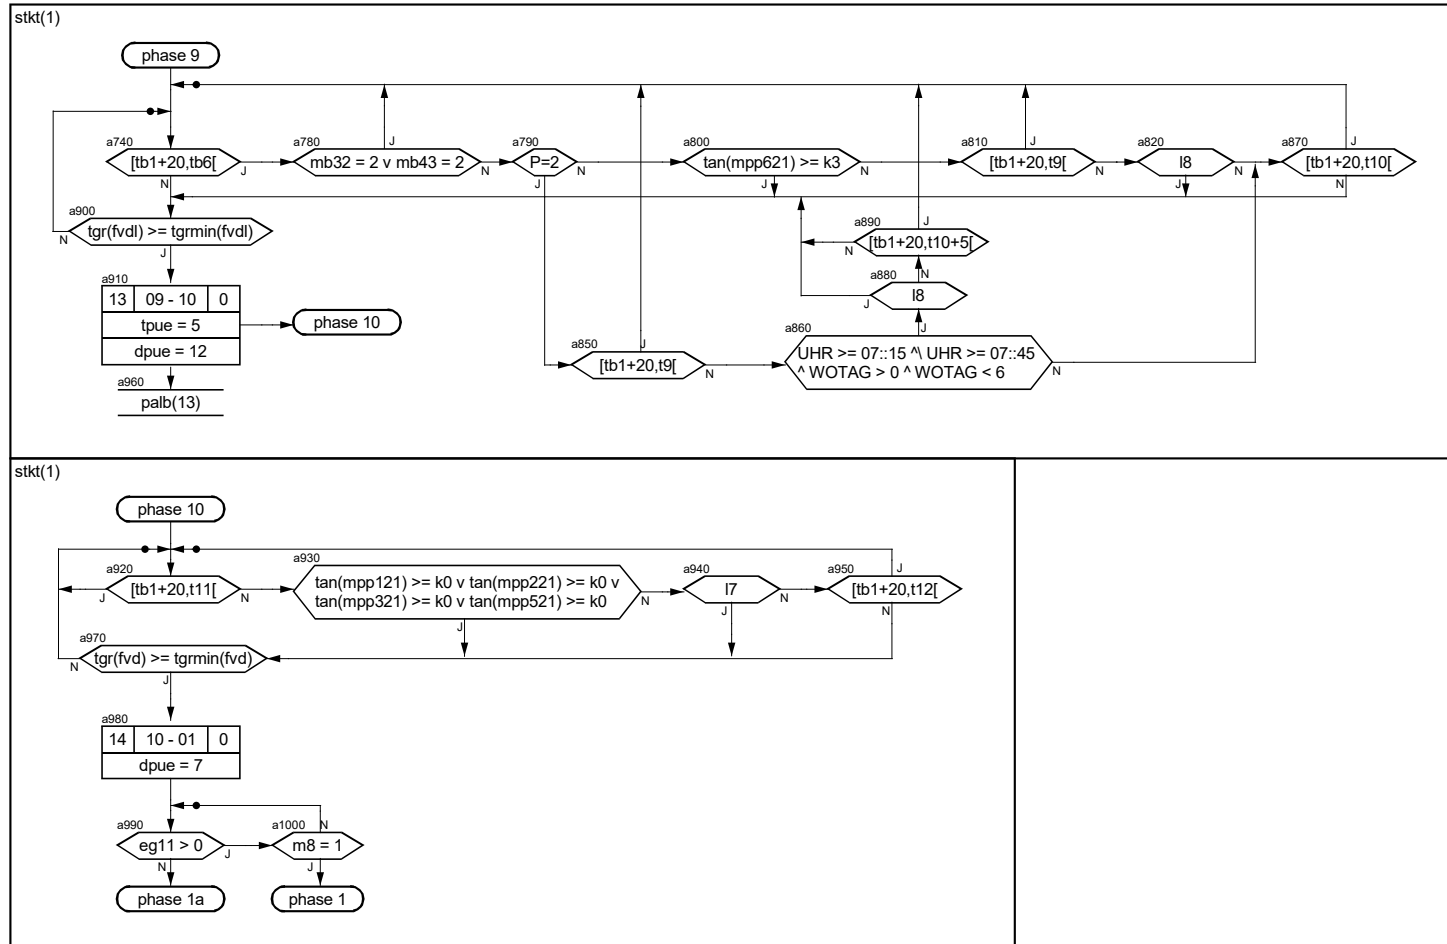 stkt(1)
phase 9
a740
[tb1+20,tb6[
J
N
a780
mb32 = 2 v mb43 = 2
J
N
a790
P=2
N
J
a800
tan(mpp621) >= k3
N
J
a810
[tb1+20,t9[
J
N
a820
I8
N
J
a870
[tb1+20,t10[
J
N
a900
tgr(fvdl) >= tgrmin(fvdl)
N
J
a890
[tb1+20,t10+5[
J
N
a880
I8
N
J
a910
13 09 - 10 0
tpue = 5
dpue = 12
phase 10
a850
[tb1+20,t9[
J
N
a860
UHR >= 07::15 ^\ UHR >= 07::45
^ WOTAG > 0 ^ WOTAG < 6
J
N
a960
palb(13)
stkt(1)
phase 10
a920
[tb1+20,t11[
J
N
a930
tan(mpp121) >= k0 v tan(mpp221) >= k0 v
tan(mpp321) >= k0 v tan(mpp521) >= k0
N
J
a940
I7
N
J
a950
[tb1+20,t12[
J
N
a970
tgr(fvd) >= tgrmin(fvd)
N
J
a980
14 10 - 01 0
dpue = 7
a990
eg11 > 0
J
N
a1000
m8 = 1
N
J
phase 1a
phase 1